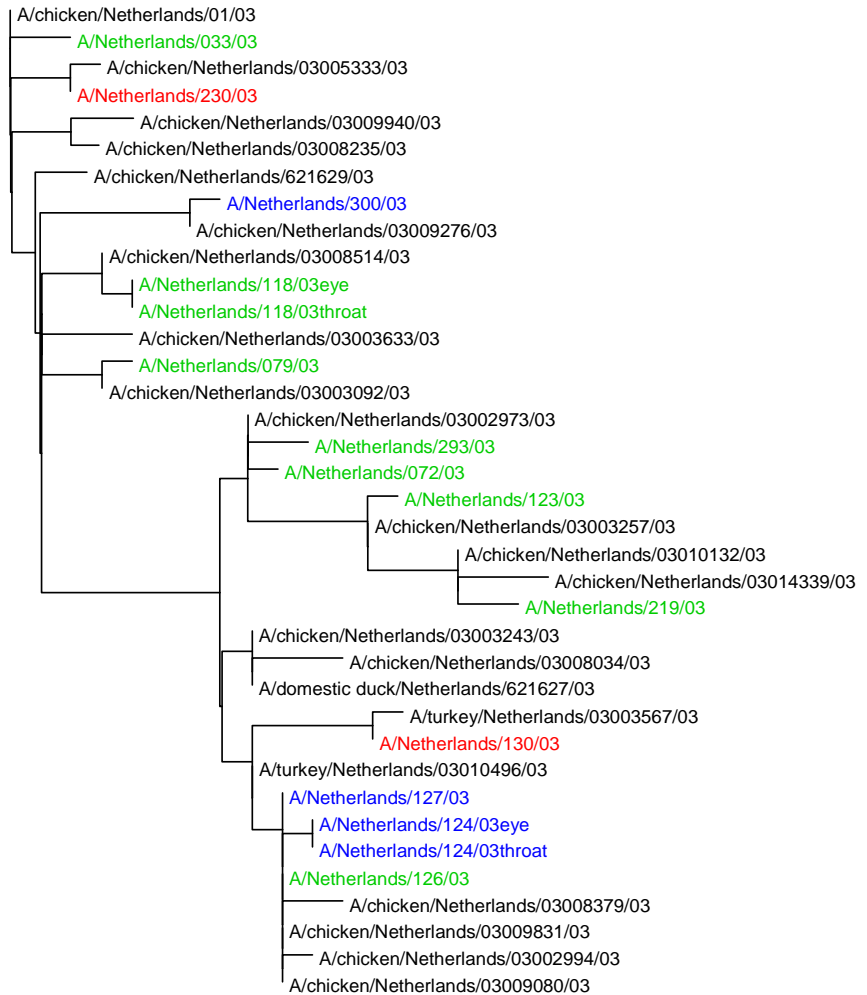 A/chicken/Netherlands/01/03
A/Netherlands/033/03
A/chicken/Netherlands/03005333/03
A/Netherlands/230/03
A/chicken/Netherlands/03009940/03
A/chicken/Netherlands/03008235/03
A/chicken/Netherlands/621629/03
A/Netherlands/300/03
A/chicken/Netherlands/03009276/03
A/chicken/Netherlands/03008514/03
A/Netherlands/118/03eye
A/Netherlands/118/03throat
A/chicken/Netherlands/03003633/03
A/Netherlands/079/03
A/chicken/Netherlands/03003092/03
A/chicken/Netherlands/03002973/03
A/Netherlands/293/03
A/Netherlands/072/03
A/Netherlands/123/03
A/chicken/Netherlands/03003257/03
A/chicken/Netherlands/03010132/03
A/chicken/Netherlands/03014339/03
A/Netherlands/219/03
A/chicken/Netherlands/03003243/03
A/chicken/Netherlands/03008034/03
A/domestic duck/Netherlands/621627/03
A/turkey/Netherlands/03003567/03
A/Netherlands/130/03
A/turkey/Netherlands/03010496/03
A/Netherlands/127/03
A/Netherlands/124/03eye
A/Netherlands/124/03throat
A/Netherlands/126/03
A/chicken/Netherlands/03008379/03
A/chicken/Netherlands/03009831/03
A/chicken/Netherlands/03002994/03
A/chicken/Netherlands/03009080/03